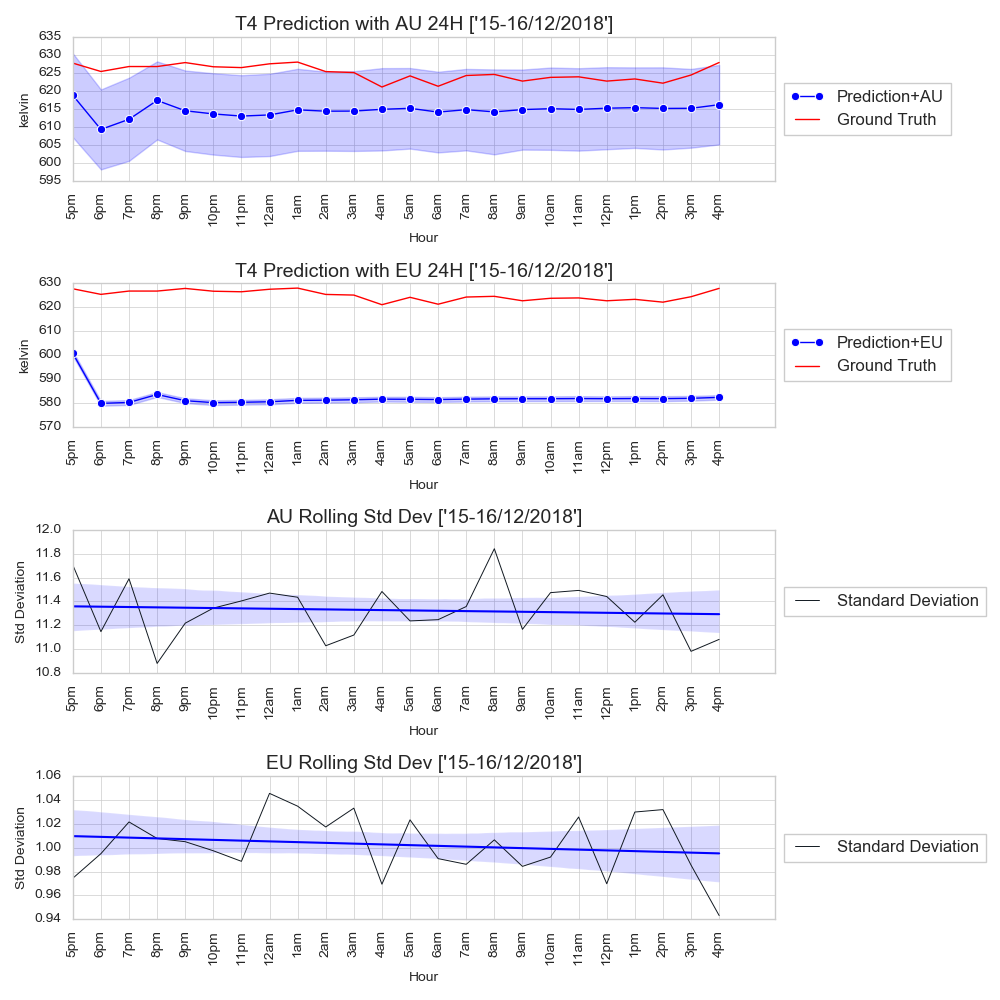 T4 Prediction with AU 24H ['15-16/12/2018']
635
630
625
620
615
610
605
600
595
kelvin
5pm 6pm 7pm 8pm 9pm 10pm 11pm 12am 1am 2am 3am 4am 5am 6am 7am 8am 9am 10am 11am 12pm 1pm 2pm 3pm 4pm
Hour
Prediction+AU
Ground Truth
T4 Prediction with EU 24H ['15-16/12/2018']
630
620
610
600
590
580
570
kelvin
5pm 6pm 7pm 8pm 9pm 10pm 11pm 12am 1am 2am 3am 4am 5am 6am 7am 8am 9am 10am 11am 12pm 1pm 2pm 3pm 4pm
Hour
Prediction+EU
Ground Truth
AU Rolling Std Dev ['15-16/12/2018']
12.0
11.8
11.6
11.4
11.2
11.0
10.8
Std Deviation
5pm 6pm 7pm 8pm 9pm 10pm 11pm 12am 1am 2am 3am 4am 5am 6am 7am 8am 9am 10am 11am 12pm 1pm 2pm 3pm 4pm
Hour
Standard Deviation
EU Rolling Std Dev ['15-16/12/2018']
1.06
1.04
1.02
1.00
0.98
0.96
0.94
Std Deviation
5pm 6pm 7pm 8pm 9pm 10pm 11pm 12am 1am 2am 3am 4am 5am 6am 7am 8am 9am 10am 11am 12pm 1pm 2pm 3pm 4pm
Hour
Standard Deviation